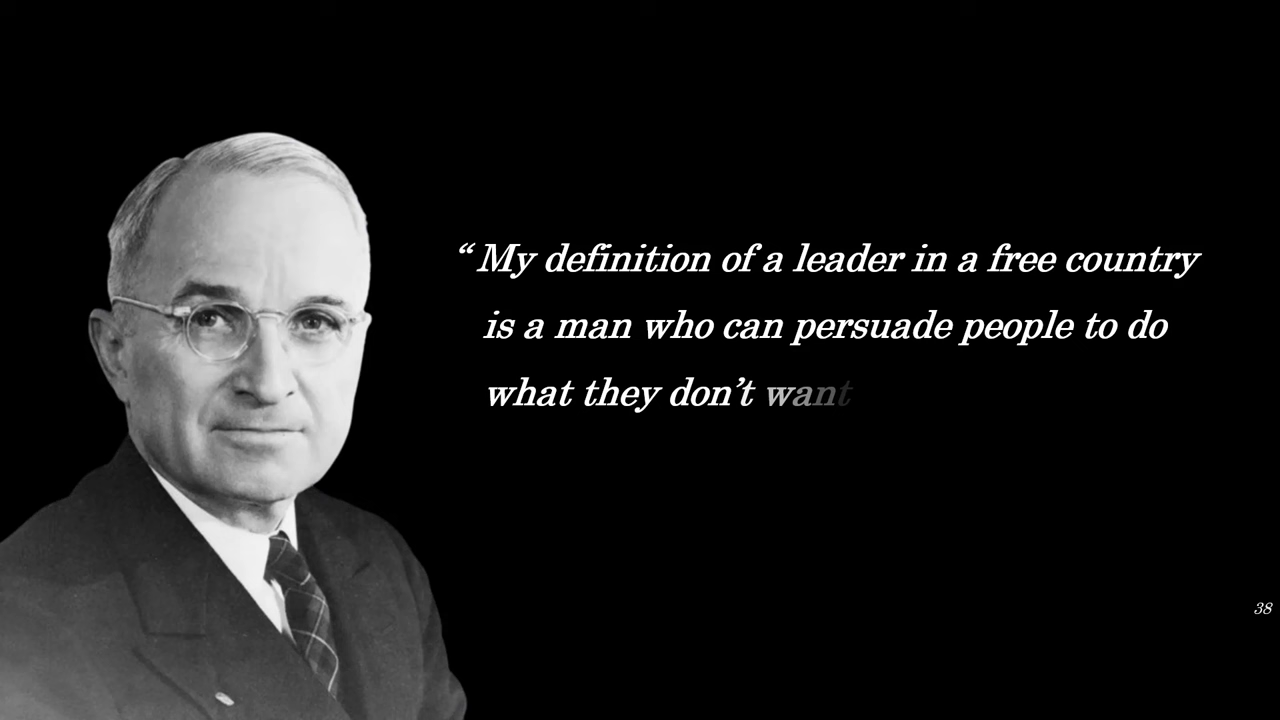 “ My definition of a leader in a free country
is a man who can persuade people to do
what they don’t want
38